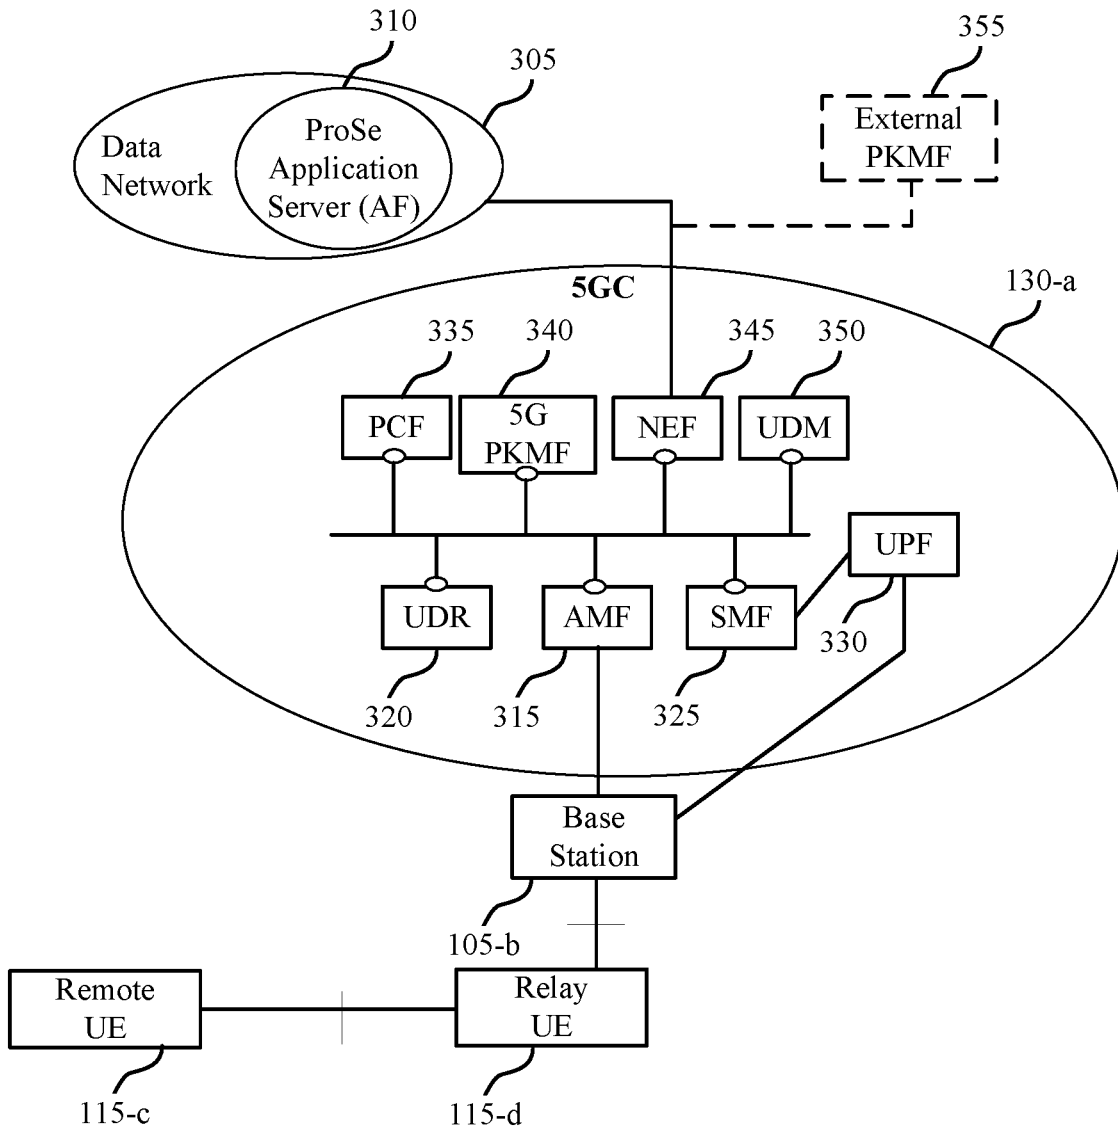 310
305
355
Data
Network
ProSe
Application
Server (AF)
External
PKMF
5GC
130-a
335
340
345
350
PCF
5G
PKMF
NEF
UDM
UPF
UDR
AMF
SMF
330
320
315
325
Base
Station
105-b
Remote
UE
Relay
UE
115-c
115-d